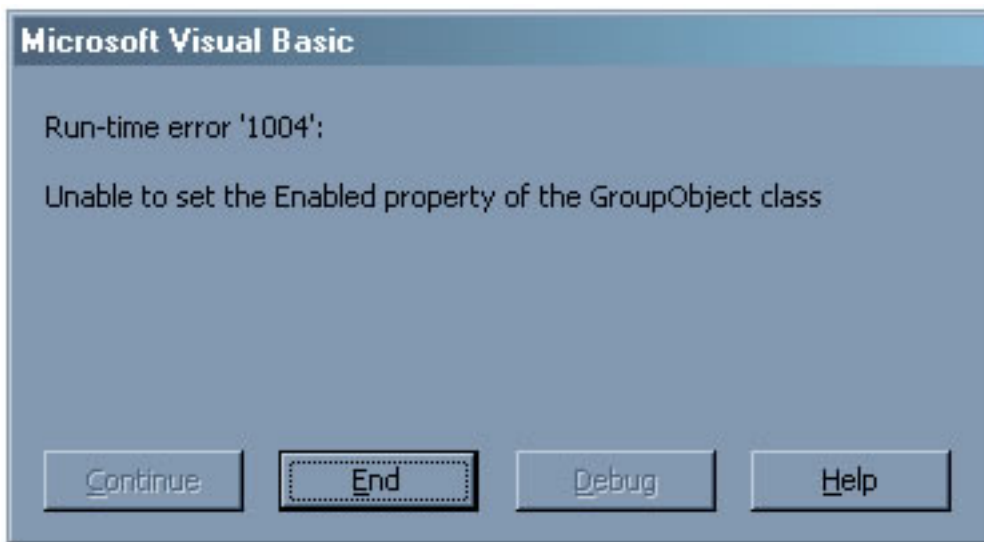 Microsoft Visual Basic
Run-time error '1004':
Unable to set the Enabled property of the GroupObject class
Continue End Debug Help